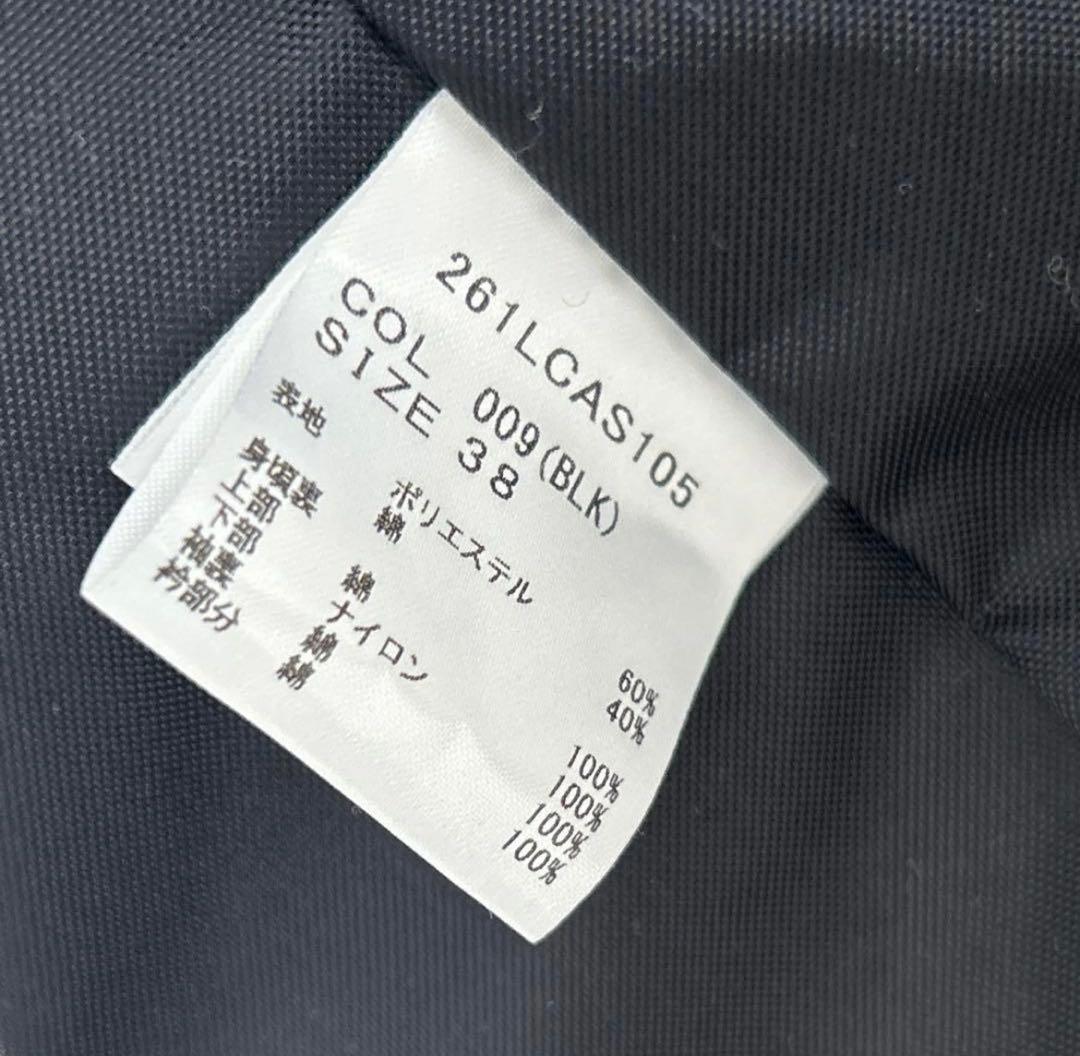 261LCAS105
COL 009(BLK)
SIZE 38
表地 ポリエステル 60%
綿 40%
身頃裏
上部 綿 100%
下部 ナイロン 100%
袖裏 綿 100%
衿部分 綿 100%